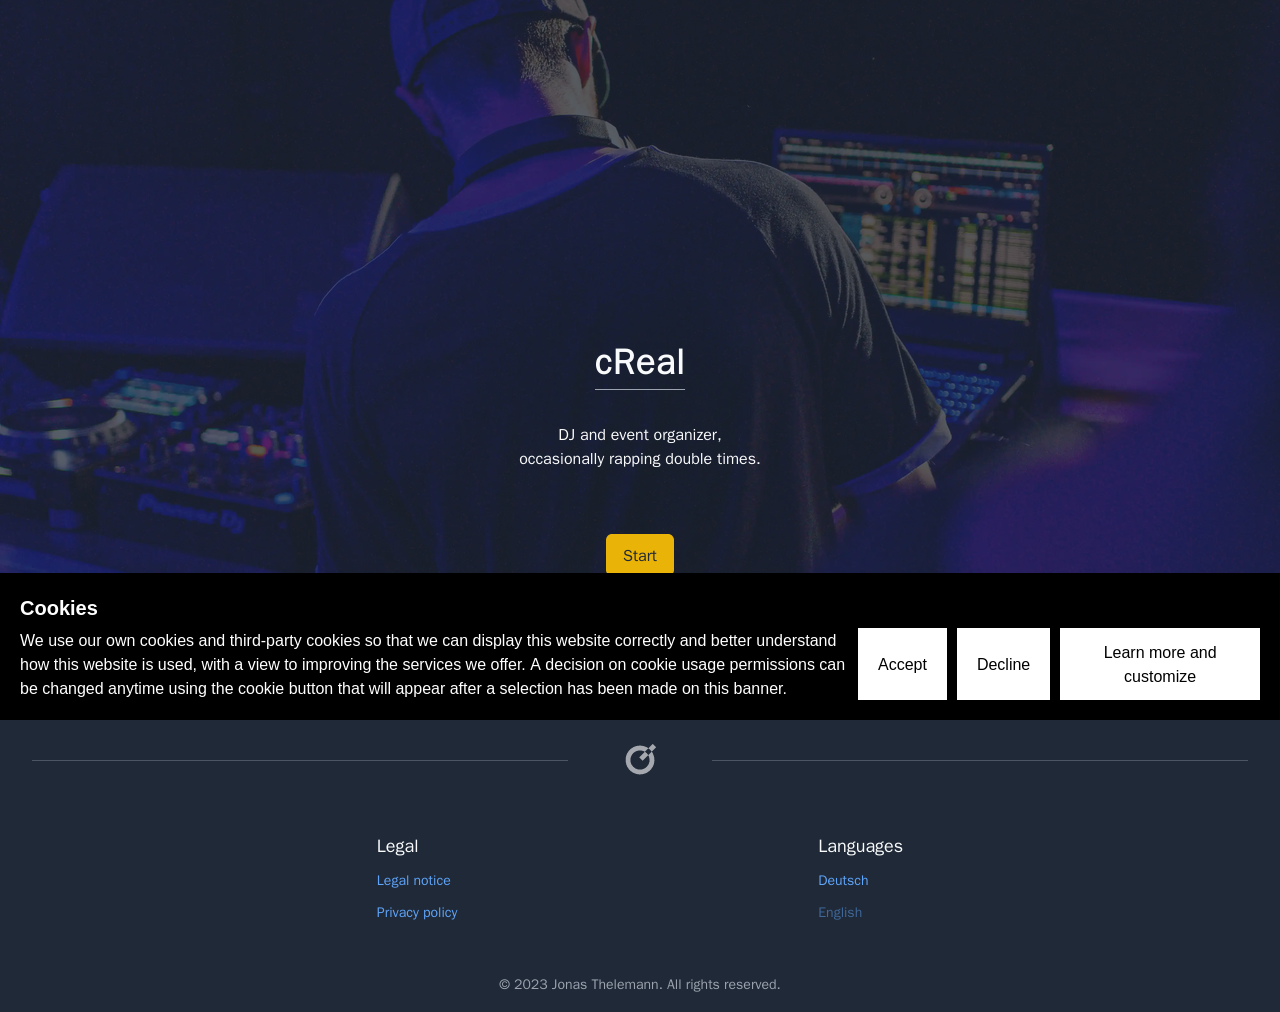 cReal
DJ and event organizer,
occasionally rapping double times.
Start
Cookies
We use our own cookies and third-party cookies so that we can display this website correctly and better understand
how this website is used, with a view to improving the services we offer. A decision on cookie usage permissions can
be changed anytime using the cookie button that will appear after a selection has been made on this banner.
Accept
Decline
Learn more and
customize
Legal
Legal notice
Privacy policy
Languages
Deutsch
English
© 2023 Jonas Thelemann. All rights reserved.
Pioneer DJ